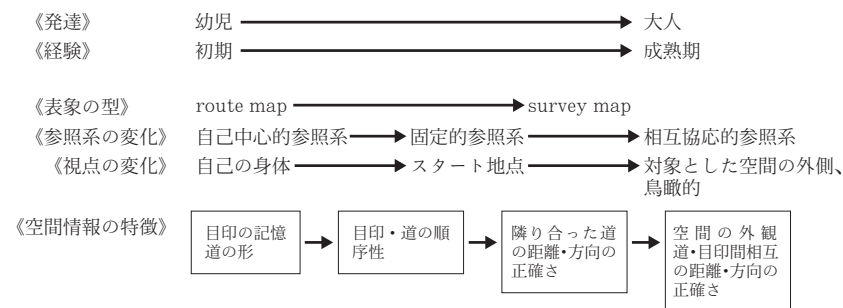 《発達》 幼児 大人
《経験》 初期 成熟期
《表象の型》 route map survey map
《参照系の変化》 自己中心的参照系 固定的参照系 相互協応的参照系
《視点の変化》 自己の身体 スタート地点 対象とした空間の外側、
鳥瞰的
《空間情報の特徴》
目印の記憶
道の形
目印・道の順
序性
隣り合った道
の距離・方向の
正確さ
空間の外観
道・目印間相互
の距離・方向の
正確さ